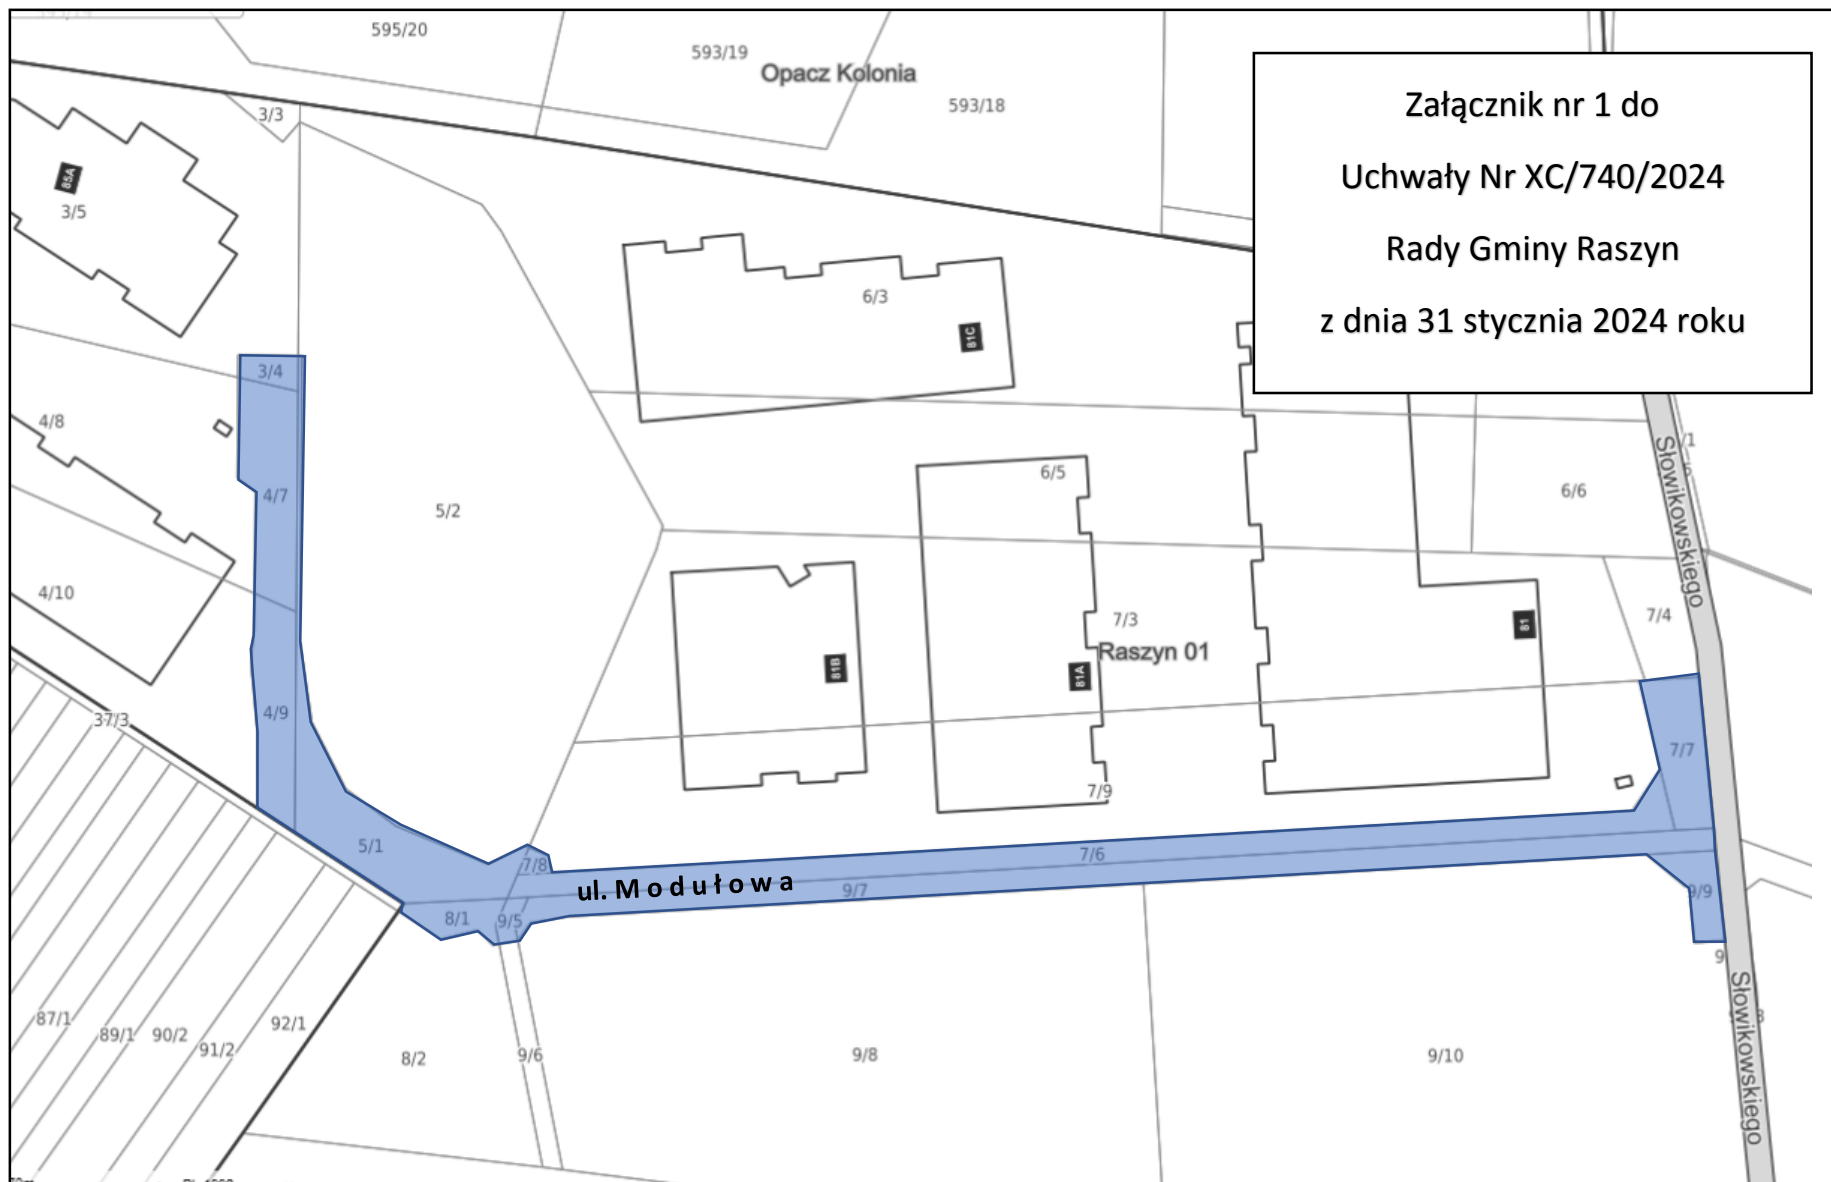 595/20
593/19
Opacz Kolonia
593/18
3/3
Załącznik nr 1 do
Uchwały Nr XC/740/2024
Rady Gminy Raszyn
z dnia 31 stycznia 2024 roku
85A
3/5
6/3
81C
3/4
4/8
4/7
5/2
6/5
6/6
Słowikowskiego
4/10
7/3
7/4
81
Raszyn 01
81B
81A
4/9
37/3
7/7
7/9
5/1
7/8
7/6
ul. Modułowa
9/7
9/9
8/1
9/5
Słowikowskiego
87/1
89/1
90/2
91/2
92/1
8/2
9/6
9/8
9/10